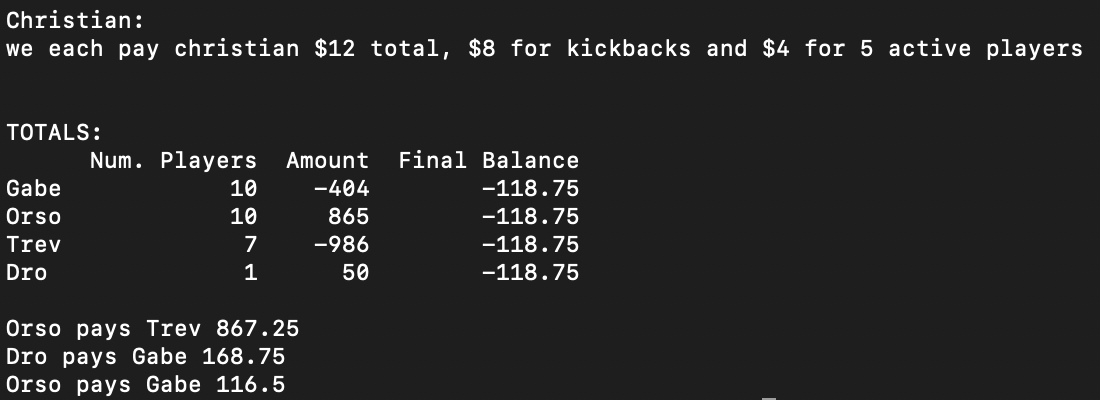 Christian:
we each pay christian $12 total, $8 for kickbacks and $4 for 5 active players
TOTALS:
Num. Players Amount Final Balance
Gabe 10 -404 -118.75
Orso 10 865 -118.75
Trev 7 -986 -118.75
Dro 1 50 -118.75
Orso pays Trev 867.25
Dro pays Gabe 168.75
Orso pays Gabe 116.5